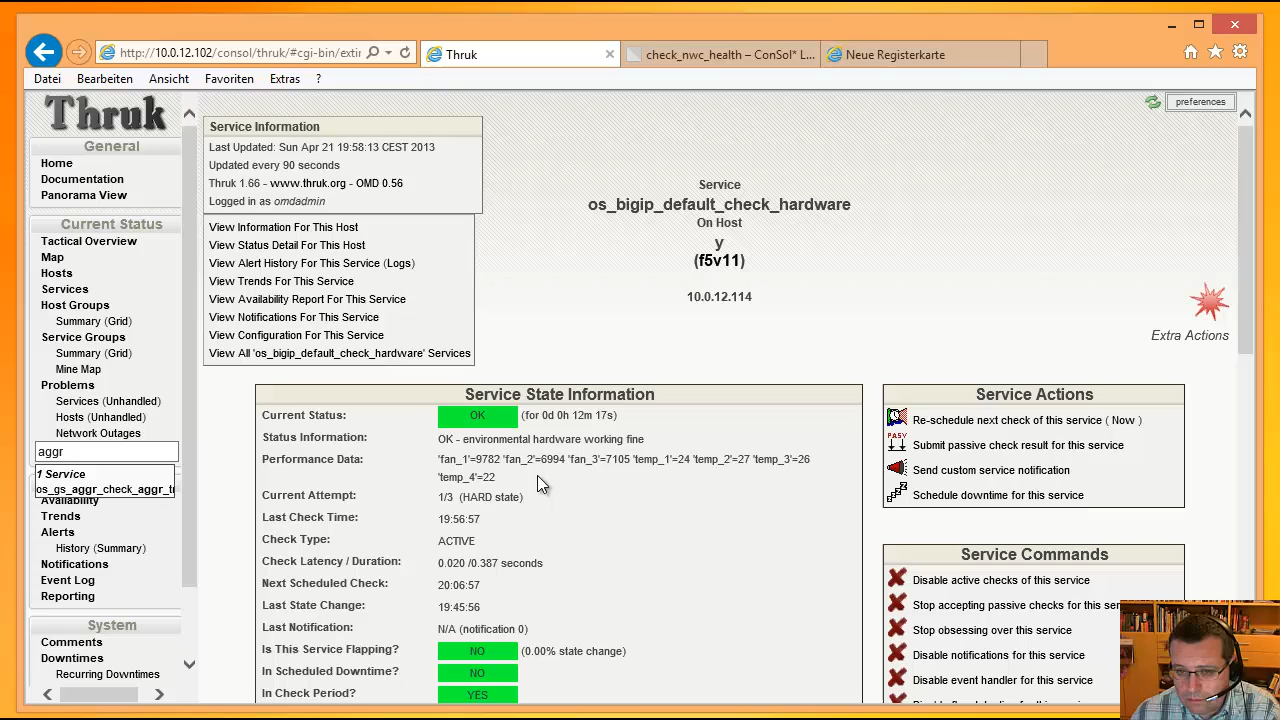 http://10.0.12.102/consol/thruk/#cgi-bin/extir
Thruk
check_nwc_health – ConSol* L...
Neue Registerkarte
Datei Bearbeiten Ansicht Favoriten Extras ?
Thruk
preferences
General
Home
Documentation
Panorama View
Current Status
Tactical Overview
Map
Hosts
Services
Host Groups
Summary (Grid)
Service Groups
Summary (Grid)
Mine Map
Problems
Services (Unhandled)
Hosts (Unhandled)
Network Outages
aggr
1 Service
os_gs_aggr_check_aggr_tr
Availability
Trends
Alerts
History (Summary)
Notifications
Event Log
Reporting
System
Comments
Downtimes
Recurring Downtimes
Service Information
Last Updated: Sun Apr 21 19:58:13 CEST 2013
Updated every 90 seconds
Thruk 1.66 - www.thruk.org - OMD 0.56
Logged in as omdadmin
View Information For This Host
View Status Detail For This Host
View Alert History For This Service (Logs)
View Trends For This Service
View Availability Report For This Service
View Notifications For This Service
View Configuration For This Service
View All 'os_bigip_default_check_hardware' Services
Service
os_bigip_default_check_hardware
On Host
y
(f5v11)
10.0.12.114
Extra Actions
Service State Information
Current Status: OK (for 0d 0h 12m 17s)
Status Information: OK - environmental hardware working fine
Performance Data: 'fan_1'=9782 'fan_2'=6994 'fan_3'=7105 'temp_1'=24 'temp_2'=27 'temp_3'=26
'temp_4'=22
Current Attempt: 1/3 (HARD state)
Last Check Time: 19:56:57
Check Type: ACTIVE
Check Latency / Duration: 0.020 /0.387 seconds
Next Scheduled Check: 20:06:57
Last State Change: 19:45:56
Last Notification: N/A (notification 0)
Is This Service Flapping? NO (0.00% state change)
In Scheduled Downtime? NO
In Check Period? YES
Service Actions
Re-schedule next check of this service ( Now )
PASV Submit passive check result for this service
Send custom service notification
Schedule downtime for this service
Service Commands
Disable active checks of this service
Stop accepting passive checks for this ser
Stop obsessing over this service
Disable notifications for this service
Disable event handler for this service